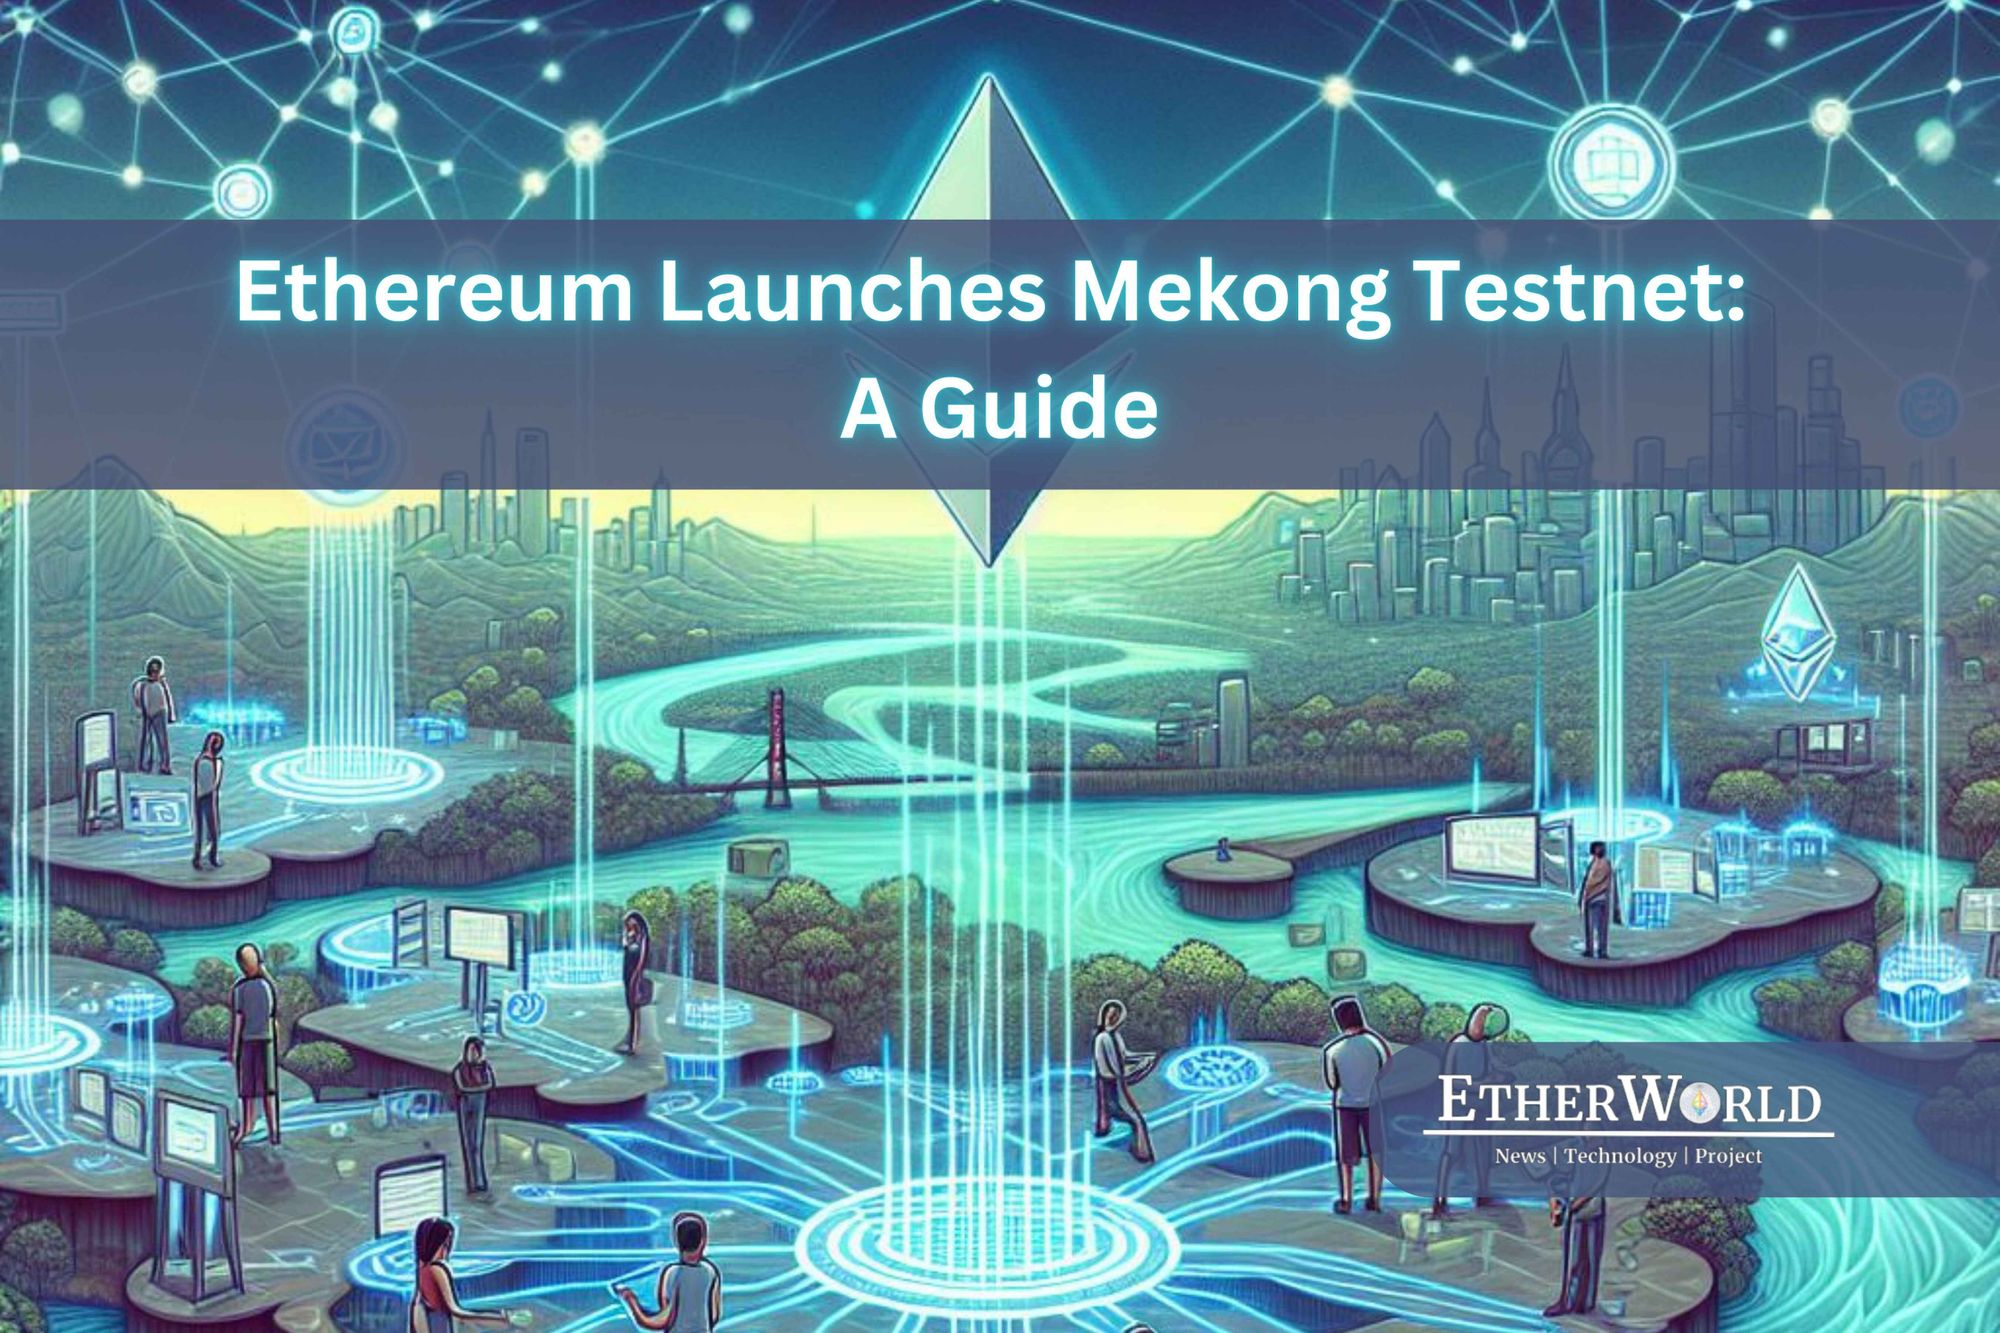 Ethereum Launches Mekong Testnet:
A Guide
ETHERWORLD
News | Technology | Project